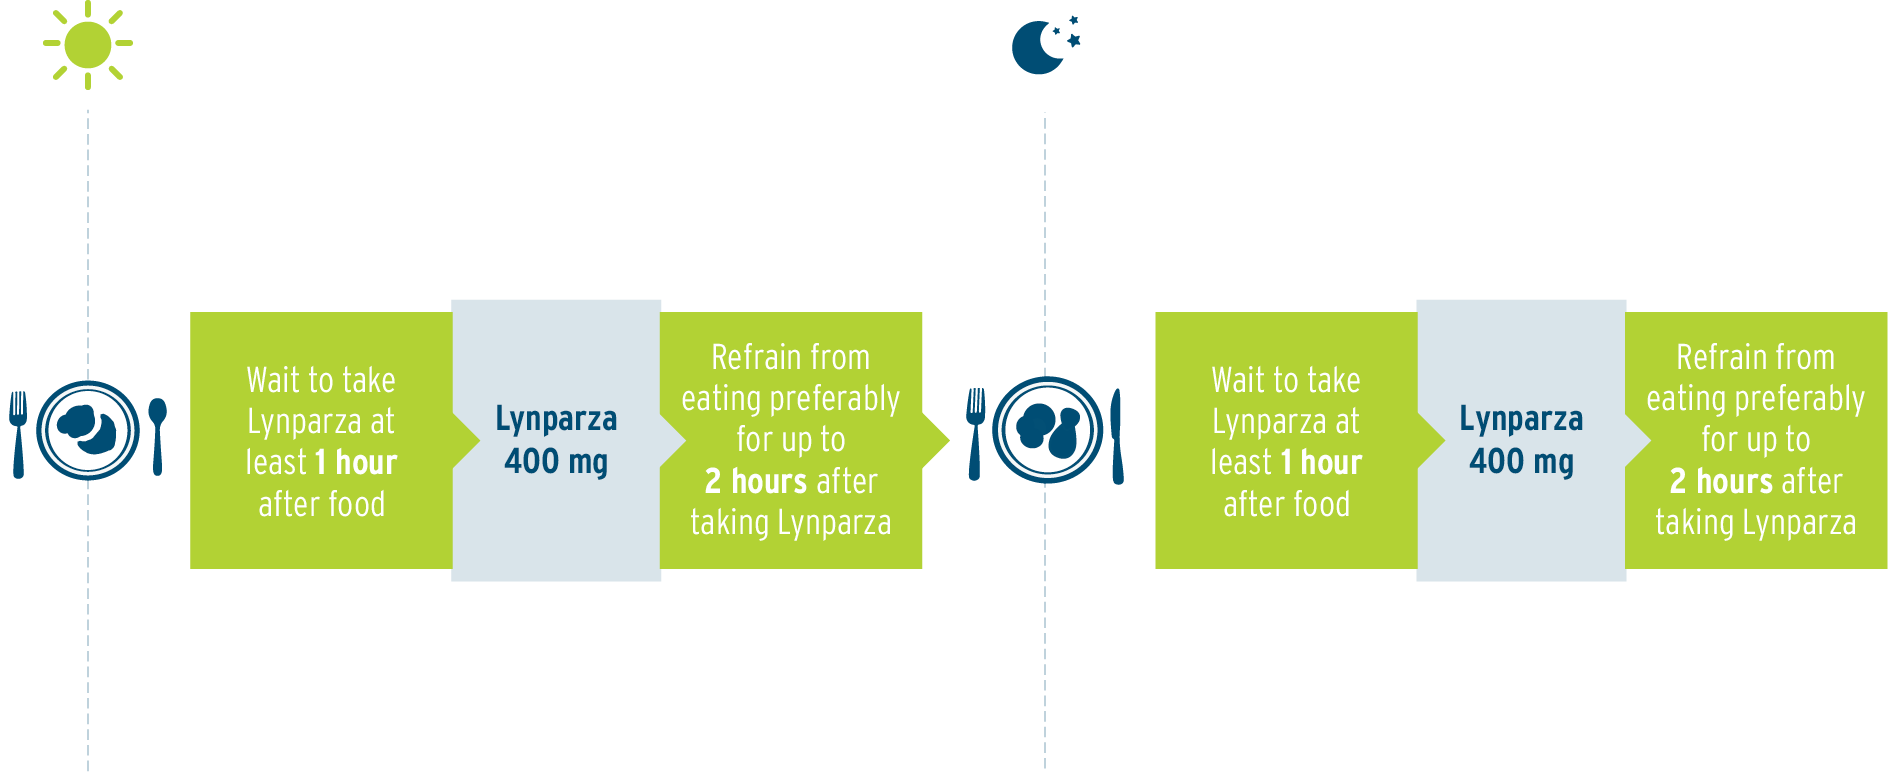 Wait to take
Lynparza at
least 1 hour
after food
Lynparza
400 mg
Refrain from
eating preferably
for up to
2 hours after
taking Lynparza
Wait to take
Lynparza at
least 1 hour
after food
Lynparza
400 mg
Refrain from
eating preferably
for up to
2 hours after
taking Lynparza